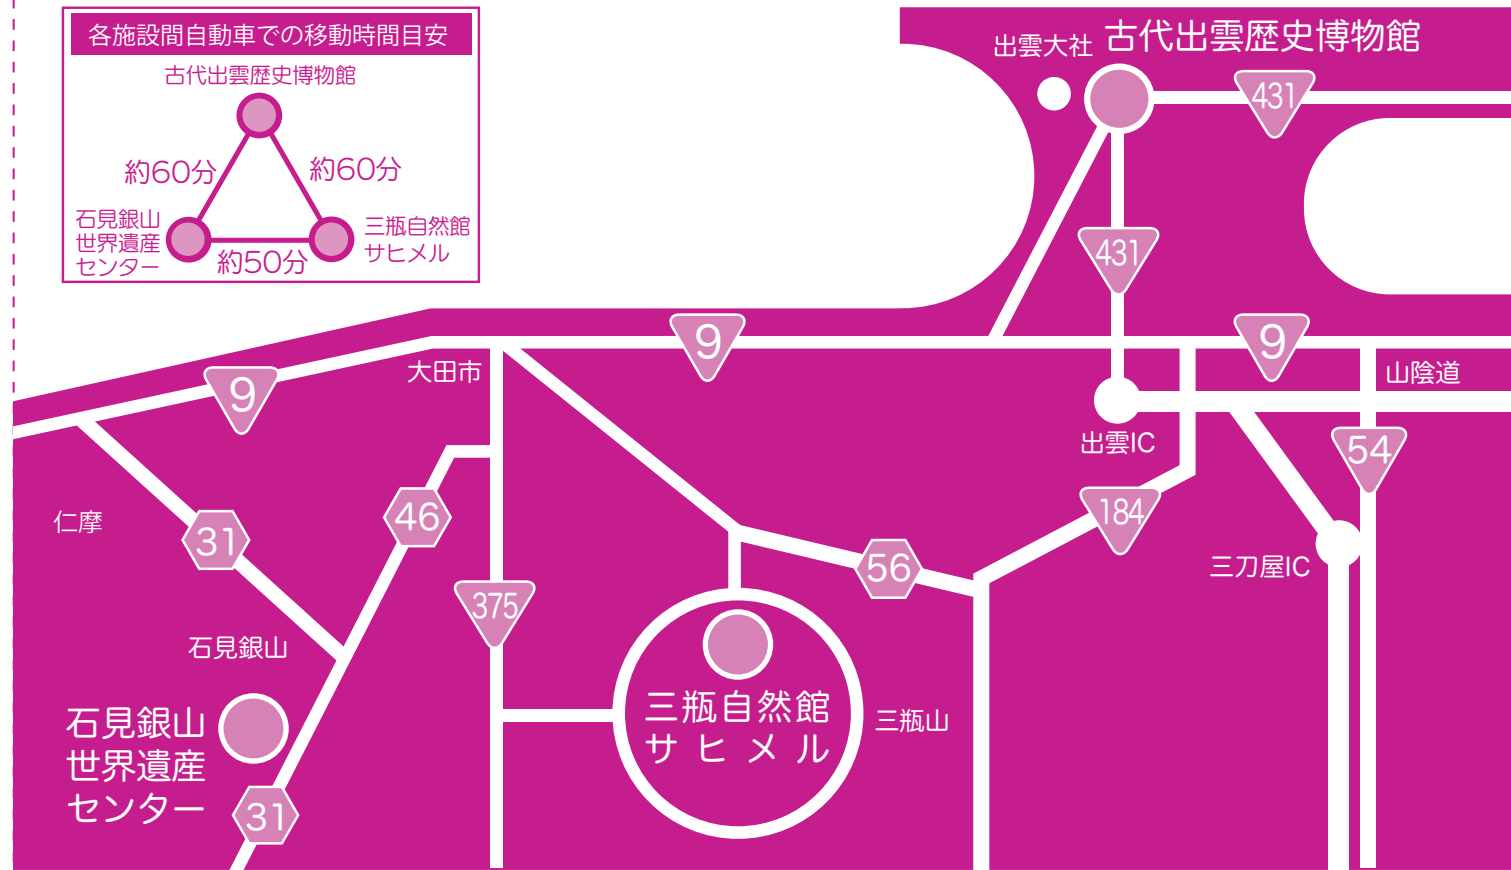 各施設間自動車での移動時間目安
古代出雲歴史博物館
約60分
約60分
石見銀山
世界遺産
センター
三瓶自然館
サヒメル
約50分
出雲大社
古代出雲歴史博物館
431
431
9
9
9
大田市
山陰道
出雲IC
54
仁摩
31
46
184
56
三刀屋IC
375
石見銀山
石見銀山
世界遺産
センター
三瓶自然館
サヒメル
三瓶山
31